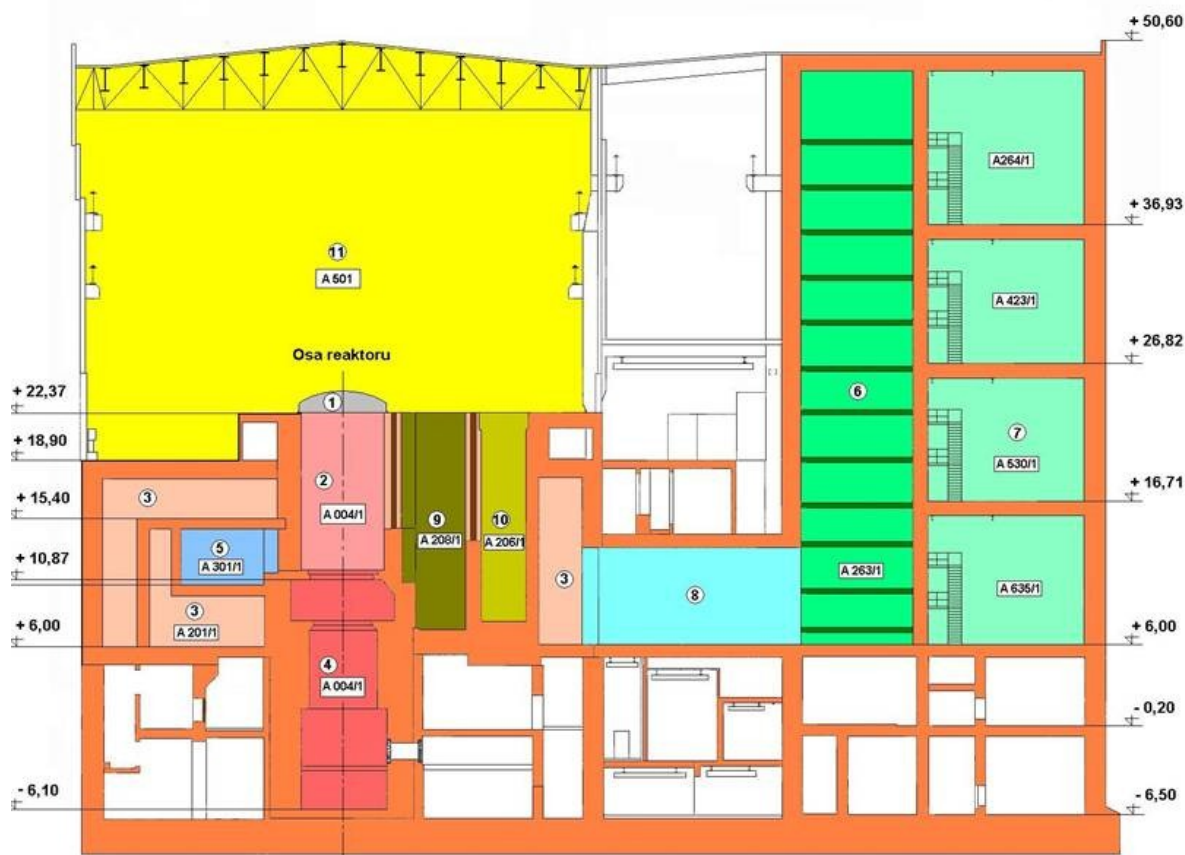 + 50,60
A264/1
+ 36,93
11
A 501
A 423/1
Osa reaktoru
+ 26,82
+ 22,37
1
6
7
+ 18,90
2
A 530/1
3
+ 15,40
A 004/1
9
10
+ 16,71
5
A 208/1
A 206/1
A 301/1
+ 10,87
3
A 263/1
8
A 635/1
3
A 201/1
+ 6,00
+ 6,00
4
A 004/1
- 0,20
- 6,10
- 6,50